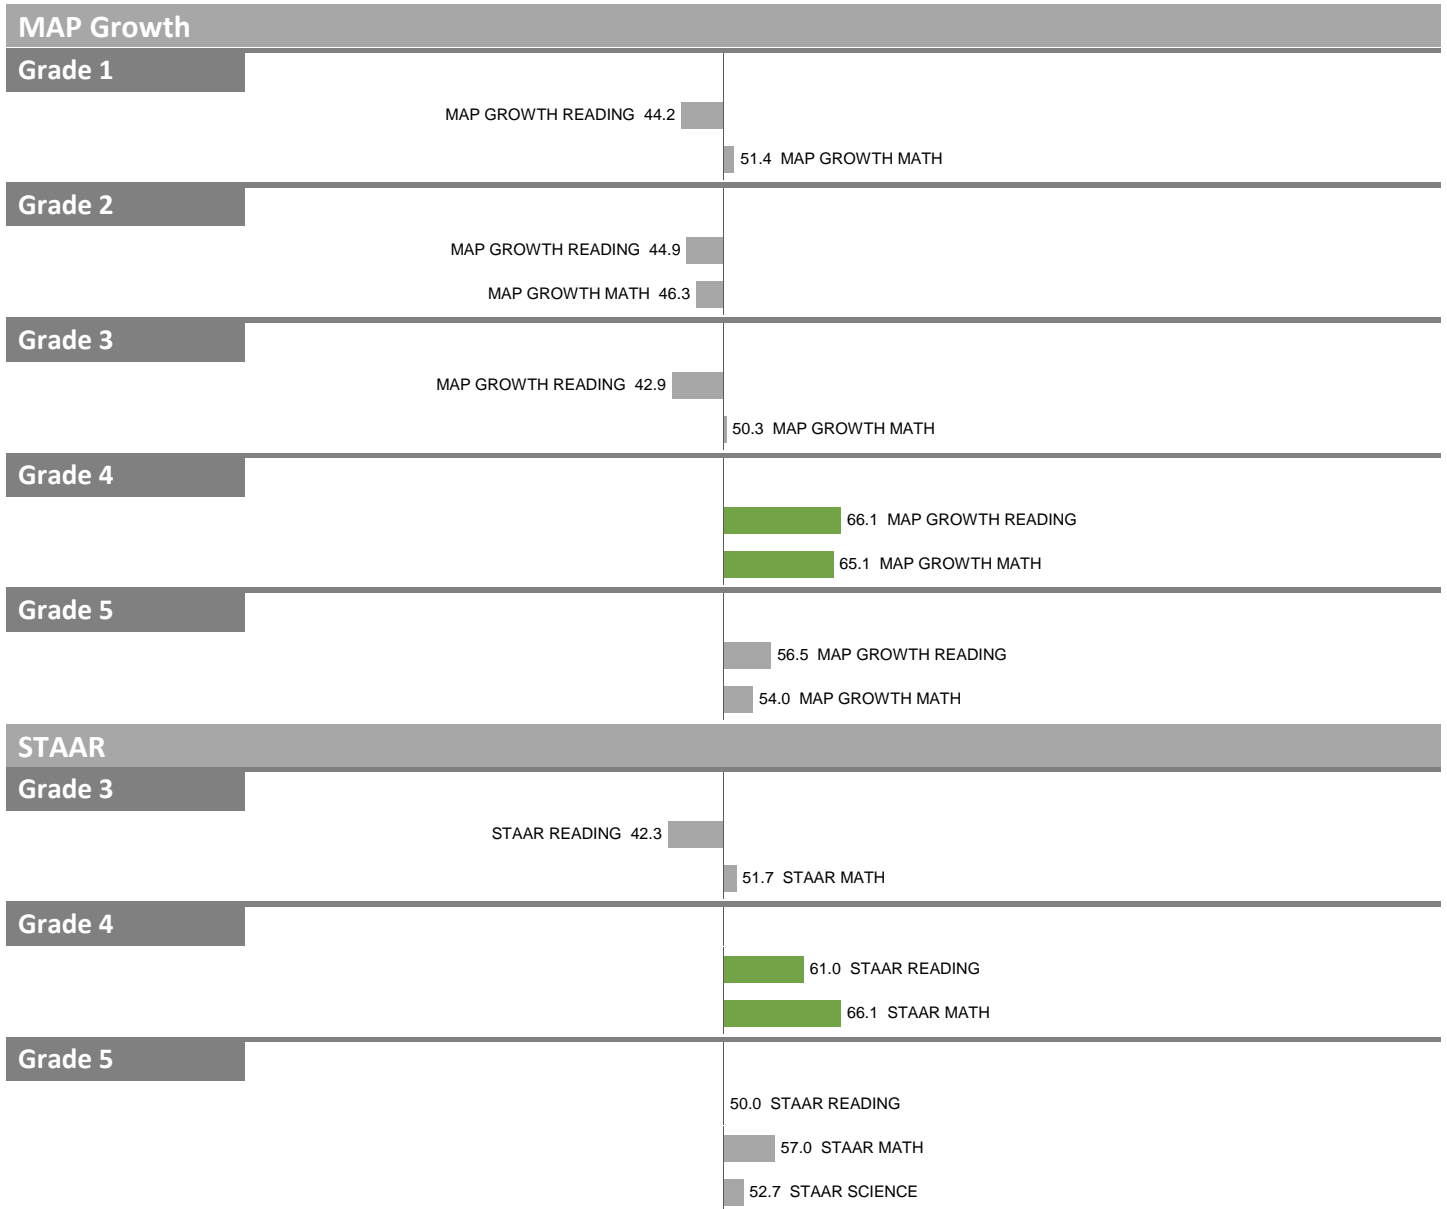 MAP Growth
Grade 1
MAP GROWTH READING 44.2
51.4 MAP GROWTH MATH
Grade 2
MAP GROWTH READING 44.9
MAP GROWTH MATH 46.3
Grade 3
MAP GROWTH READING 42.9
50.3 MAP GROWTH MATH
Grade 4
66.1 MAP GROWTH READING
65.1 MAP GROWTH MATH
Grade 5
56.5 MAP GROWTH READING
54.0 MAP GROWTH MATH
STAAR
Grade 3
STAAR READING 42.3
51.7 STAAR MATH
Grade 4
61.0 STAAR READING
66.1 STAAR MATH
Grade 5
50.0 STAAR READING
57.0 STAAR MATH
52.7 STAAR SCIENCE